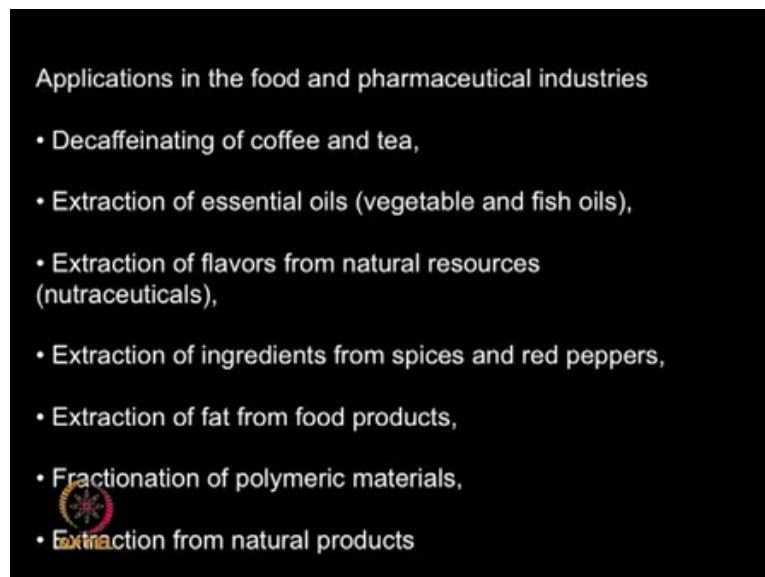 Applications in the food and pharmaceutical industries
• Decaffeinating of coffee and tea,
• Extraction of essential oils (vegetable and fish oils),
• Extraction of flavors from natural resources
(nutraceuticals),
• Extraction of ingredients from spices and red peppers,
• Extraction of fat from food products,
• Fractionation of polymeric materials,
• Extraction from natural products
NPTEL